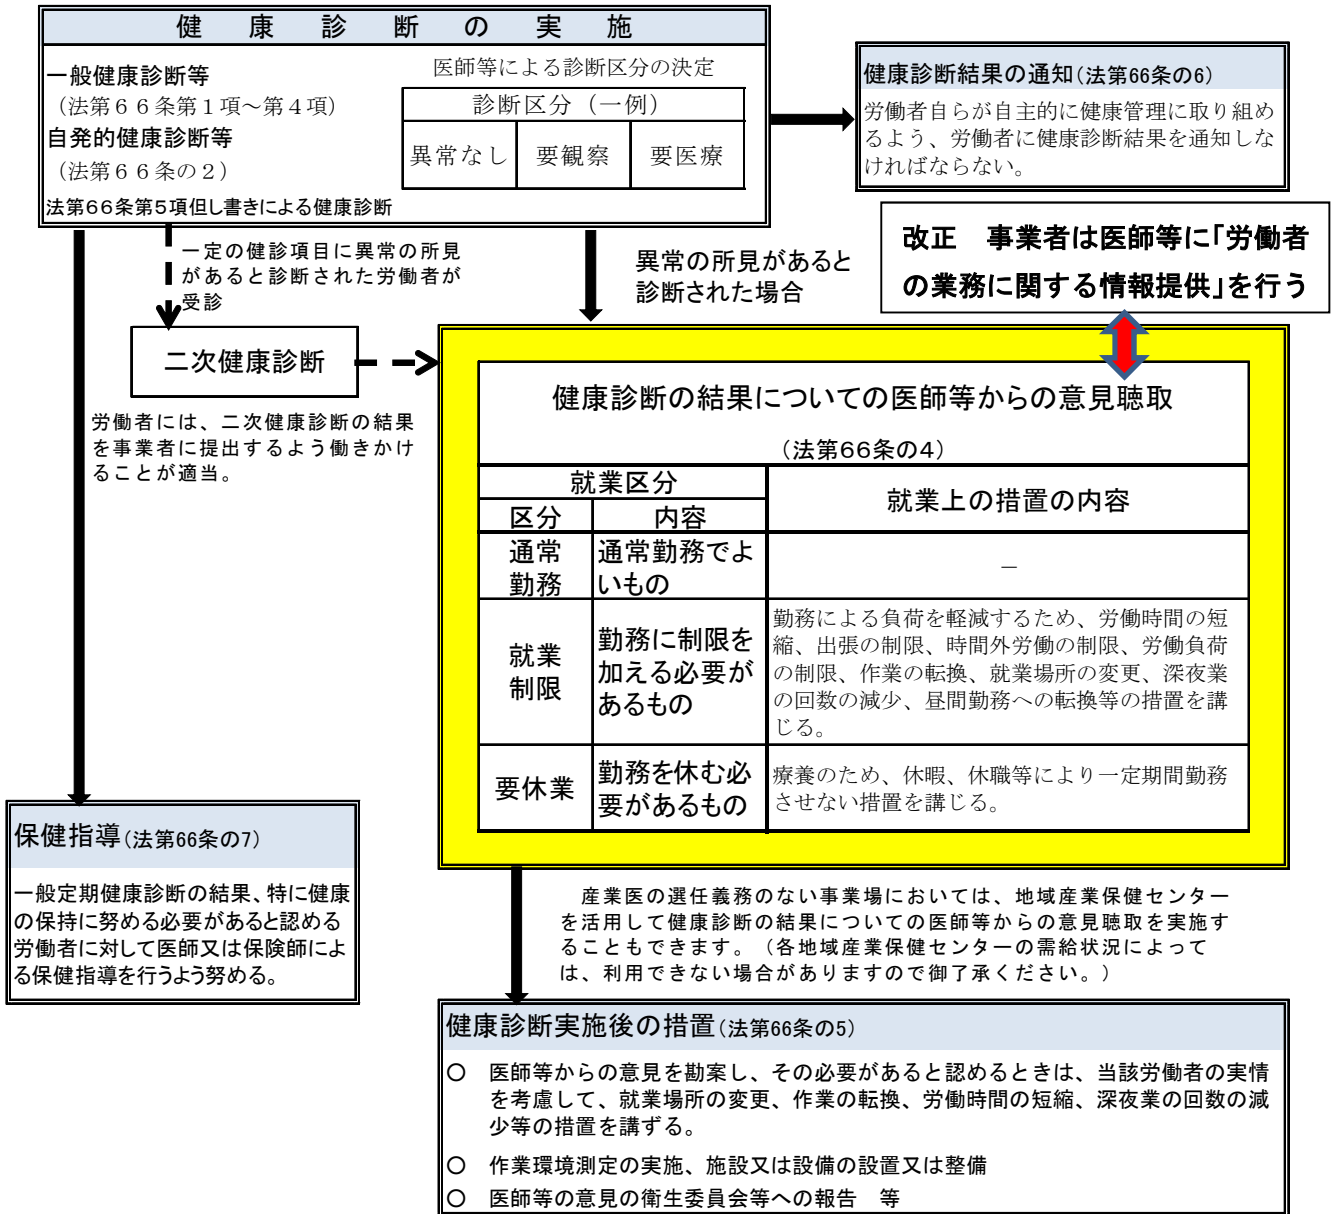 健康診断の実施
一般健康診断等
（法第６６条第１項～第４項）
自発的健康診断等
（法第６６条の２）
法第66条第5項但し書きによる健康診断
医師等による診断区分の決定
診断区分（一例）
異常なし 要観察 要医療
健康診断結果の通知(法第66条の6)
労働者自らが自主的に健康管理に取り組め
るよう、労働者に健康診断結果を通知しな
ければならない。
改正　事業者は医師等に「労働者
の業務に関する情報提供」を行う
一定の健診項目に異常の所見
があると診断された労働者が
受診
異常の所見があると
診断された場合
二次健康診断
労働者には、二次健康診断の結果
を事業者に提出するよう働きかけ
ることが適当。
健康診断の結果についての医師等からの意見聴取
（法第66条の4）
就業区分
就業上の措置の内容
区分 内容
通常
勤務
通常勤務でよ
いもの
－
就業
制限
勤務に制限を
加える必要が
あるもの
勤務による負荷を軽減するため、労働時間の短
縮、出張の制限、時間外労働の制限、労働負荷
の制限、作業の転換、就業場所の変更、深夜業
の回数の減少、昼間勤務への転換等の措置を講
じる。
要休業
勤務を休む必
要があるもの
療養のため、休暇、休職等により一定期間勤務
させない措置を講じる。
保健指導(法第66条の7)
一般定期健康診断の結果、特に健康
の保持に努める必要があると認める
労働者に対して医師又は保険師によ
る保健指導を行うよう努める。
産業医の選任義務のない事業場においては、地域産業保健センター
を活用して健康診断の結果についての医師等からの意見聴取を実施す
ることもできます。（各地域産業保健センターの需給状況によって
は、利用できない場合がありますので御了承ください。）
健康診断実施後の措置(法第66条の5)
○　医師等からの意見を勘案し、その必要があると認めるときは、当該労働者の実情
を考慮して、就業場所の変更、作業の転換、労働時間の短縮、深夜業の回数の減
少等の措置を講ずる。
○　作業環境測定の実施、施設又は設備の設置又は整備
○　医師等の意見の衛生委員会等への報告　等